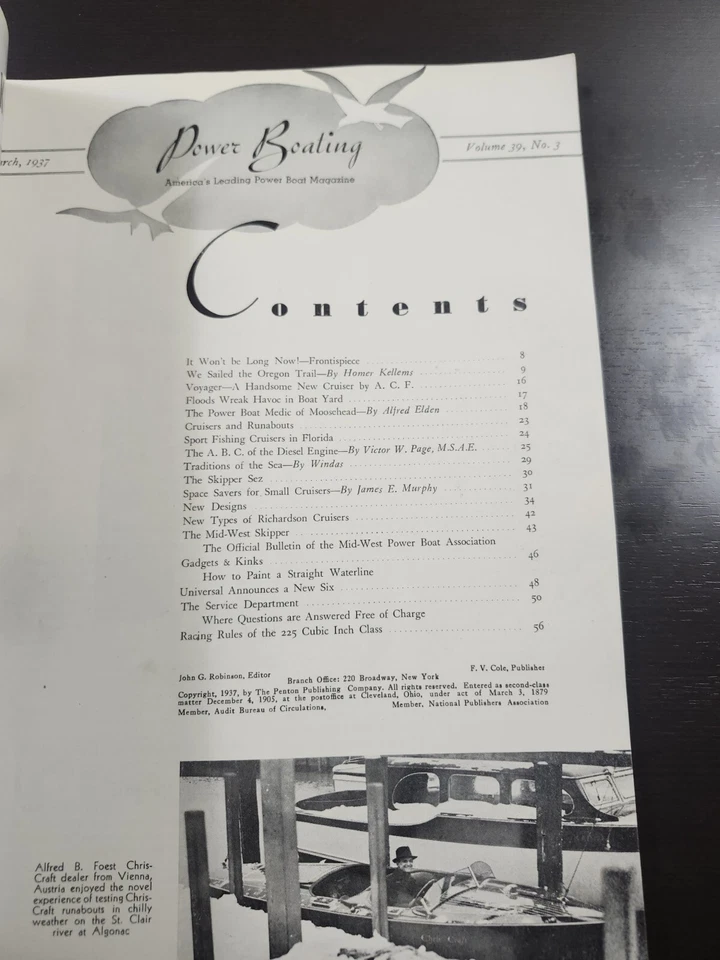 rch, 1937
Power Boating
America's Leading Power Boat Magazine
Volume 39, No. 3
Contents
It Won't be Long Now!—Frontispiece 8
We Sailed the Oregon Trail—By Homer Kellems 9
Voyager—A Handsome New Cruiser by A. C. F. 16
Floods Wreak Havoc in Boat Yard 17
The Power Boat Medic of Moosehead—By Alfred Elden 18
Cruisers and Runabouts 23
Sport Fishing Cruisers in Florida 24
The A. B. C. of the Diesel Engine—By Victor W. Page, M.S.A.E. 25
Traditions of the Sea—By Windas 29
The Skipper Sez 30
Space Savers for Small Cruisers—By James E. Murphy 31
New Designs 34
New Types of Richardson Cruisers 42
The Mid-West Skipper 43
The Official Bulletin of the Mid-West Power Boat Association
Gadgets & Kinks 46
How to Paint a Straight Waterline
Universal Announces a New Six 48
The Service Department 50
Where Questions are Answered Free of Charge
Racing Rules of the 225 Cubic Inch Class 56
John G. Robinson, Editor
F. V. Cole, Publisher
Branch Office: 220 Broadway, New York
Copyright, 1937, by The Penton Publishing Company. All rights reserved. Entered as second-class
matter December 4, 1905, at the postoffice at Cleveland, Ohio, under act of March 3, 1879
Member, Audit Bureau of Circulations,
Member, National Publishers Association
Alfred B. Foest Chris-
Craft dealer from Vienna,
Austria enjoyed the novel
experience of testing Chris-
Craft runabouts in chilly
weather on the St. Clair
river at Algonac
Chris Craft